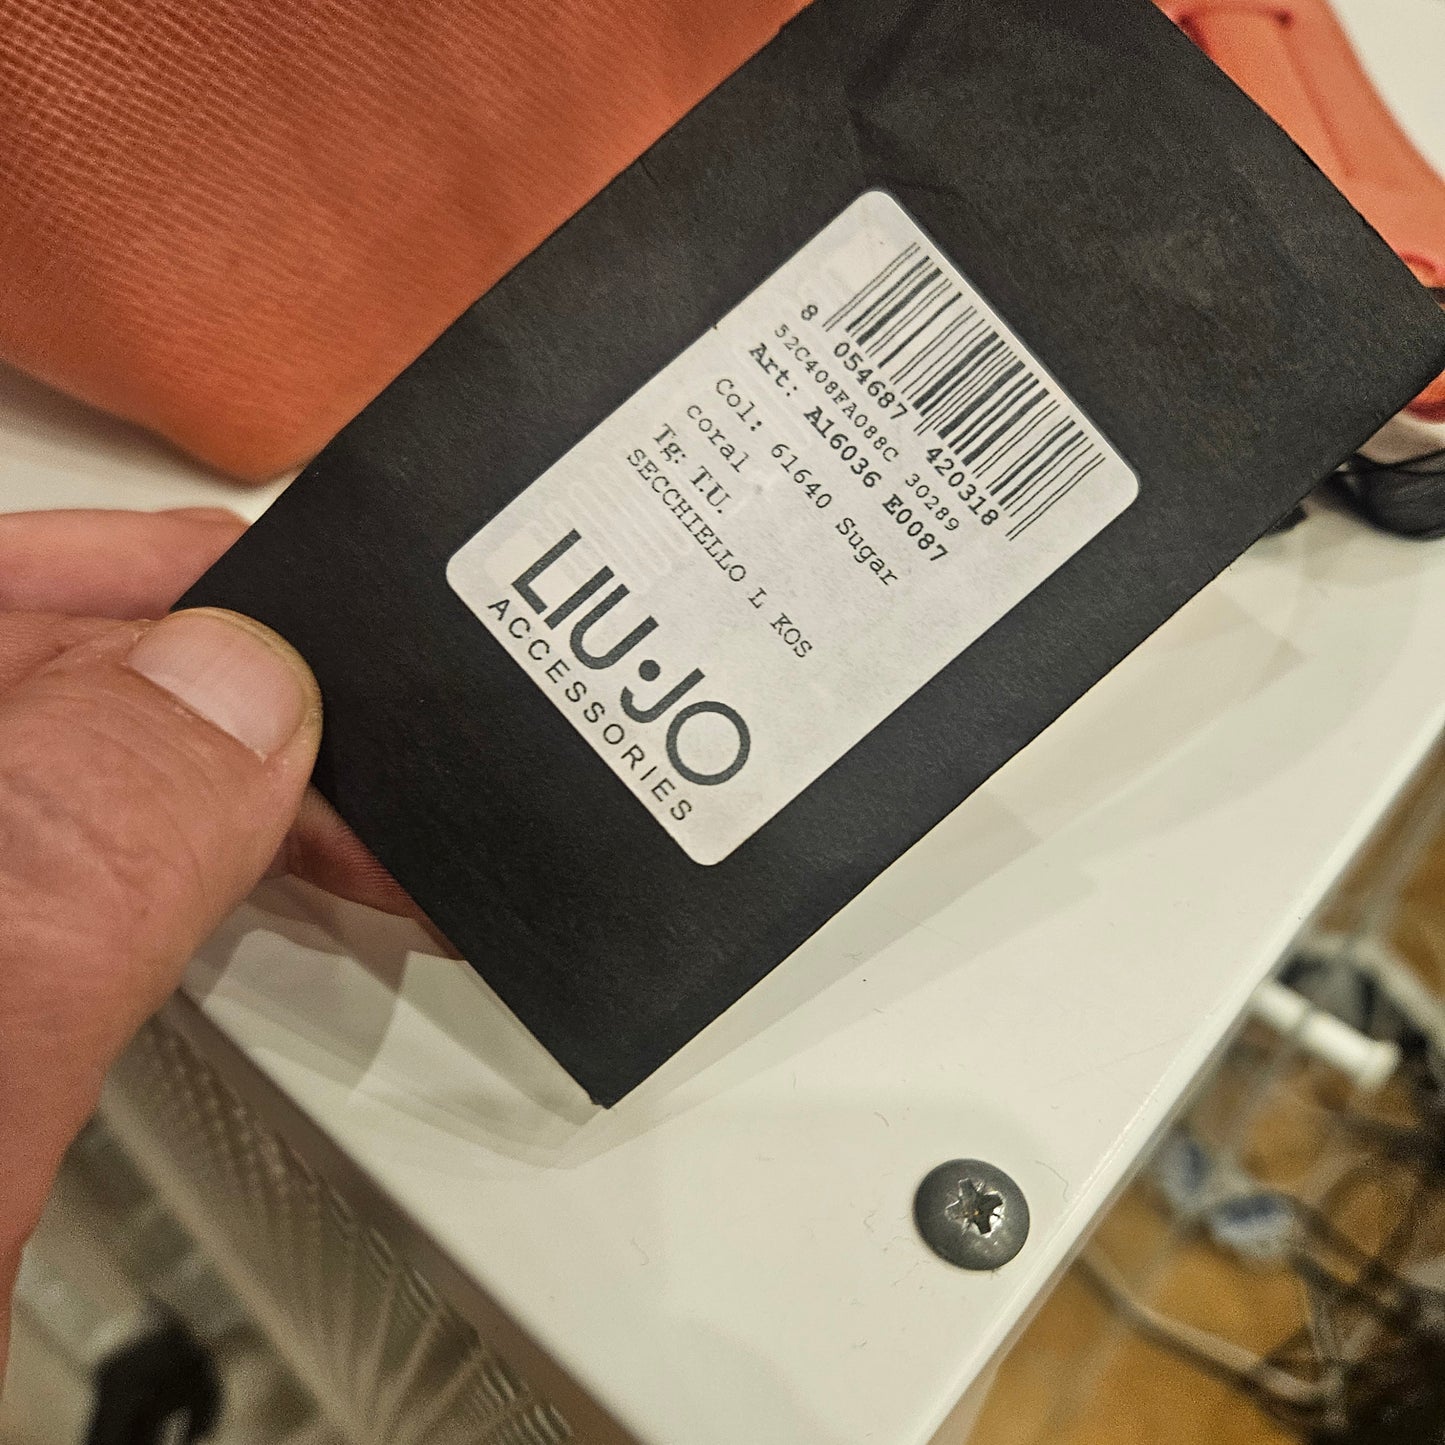 8 054687 420318
52C408FA088C 30289
Art: A16036 E0087
Col: 61640 Sugar
coral
Tg: T.U.
SECCHIELLO L KOS
LIU·JO
ACCESSORIES